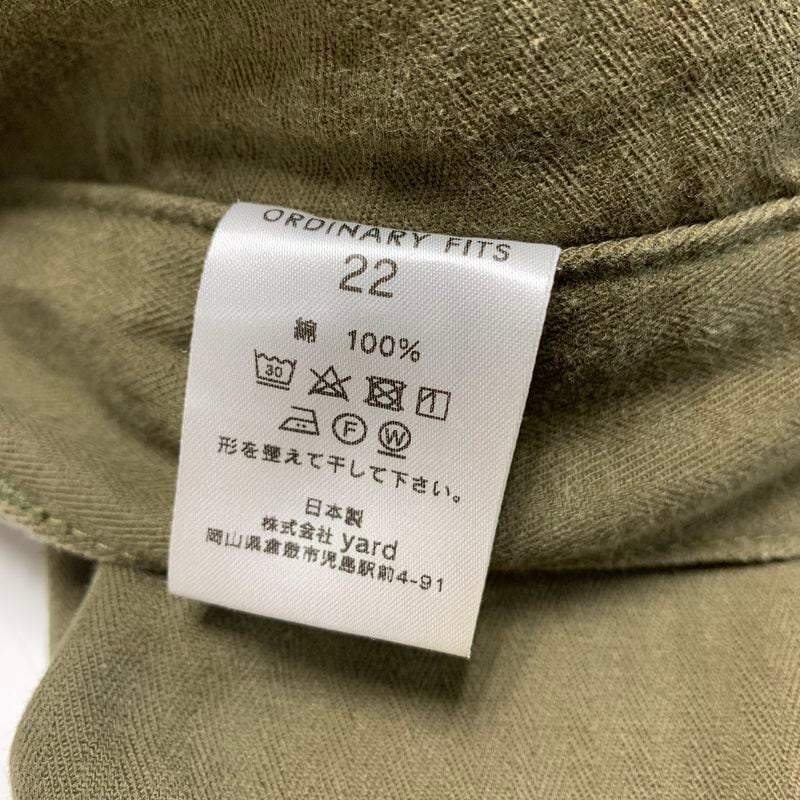 ORDINARY FITS
22
綿 100%
30
F W
形を整えて干して下さい。
日本製
株式会社 yard
岡山県倉敷市児島駅前4-91